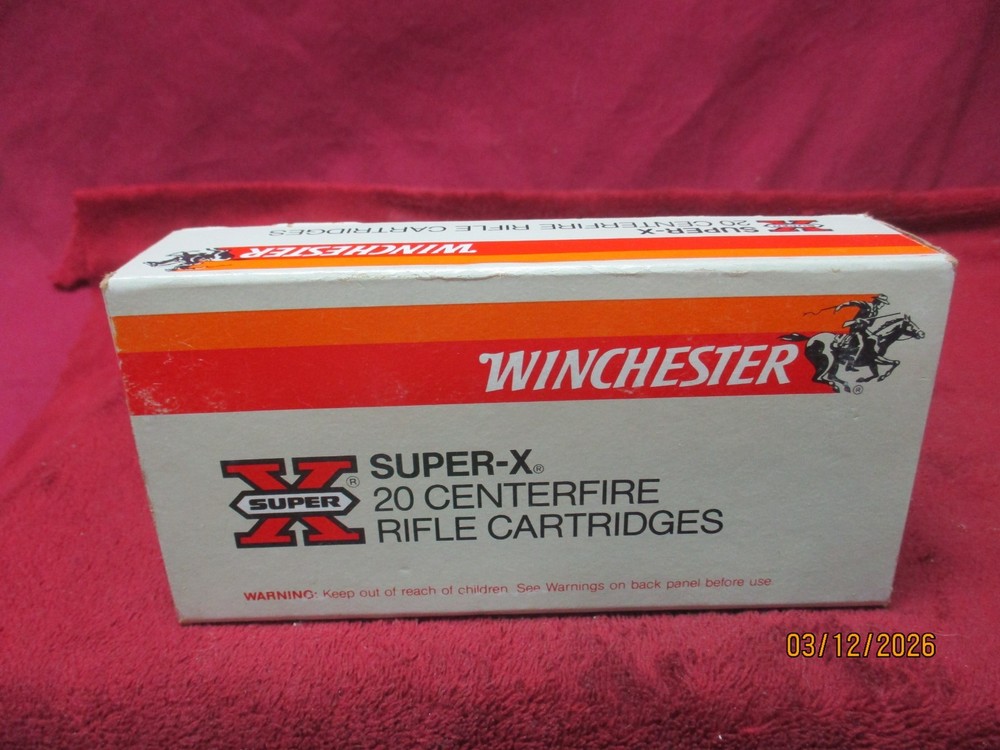 SUPER-X
20 CENTERFIRE RIFLE CARTRIDGES
SUPER
WINCHESTER
WINCHESTER
®
SUPER ®
SUPER-X®
20 CENTERFIRE
RIFLE CARTRIDGES
WARNING: Keep out of reach of children. See Warnings on back panel before use.
03/12/2026